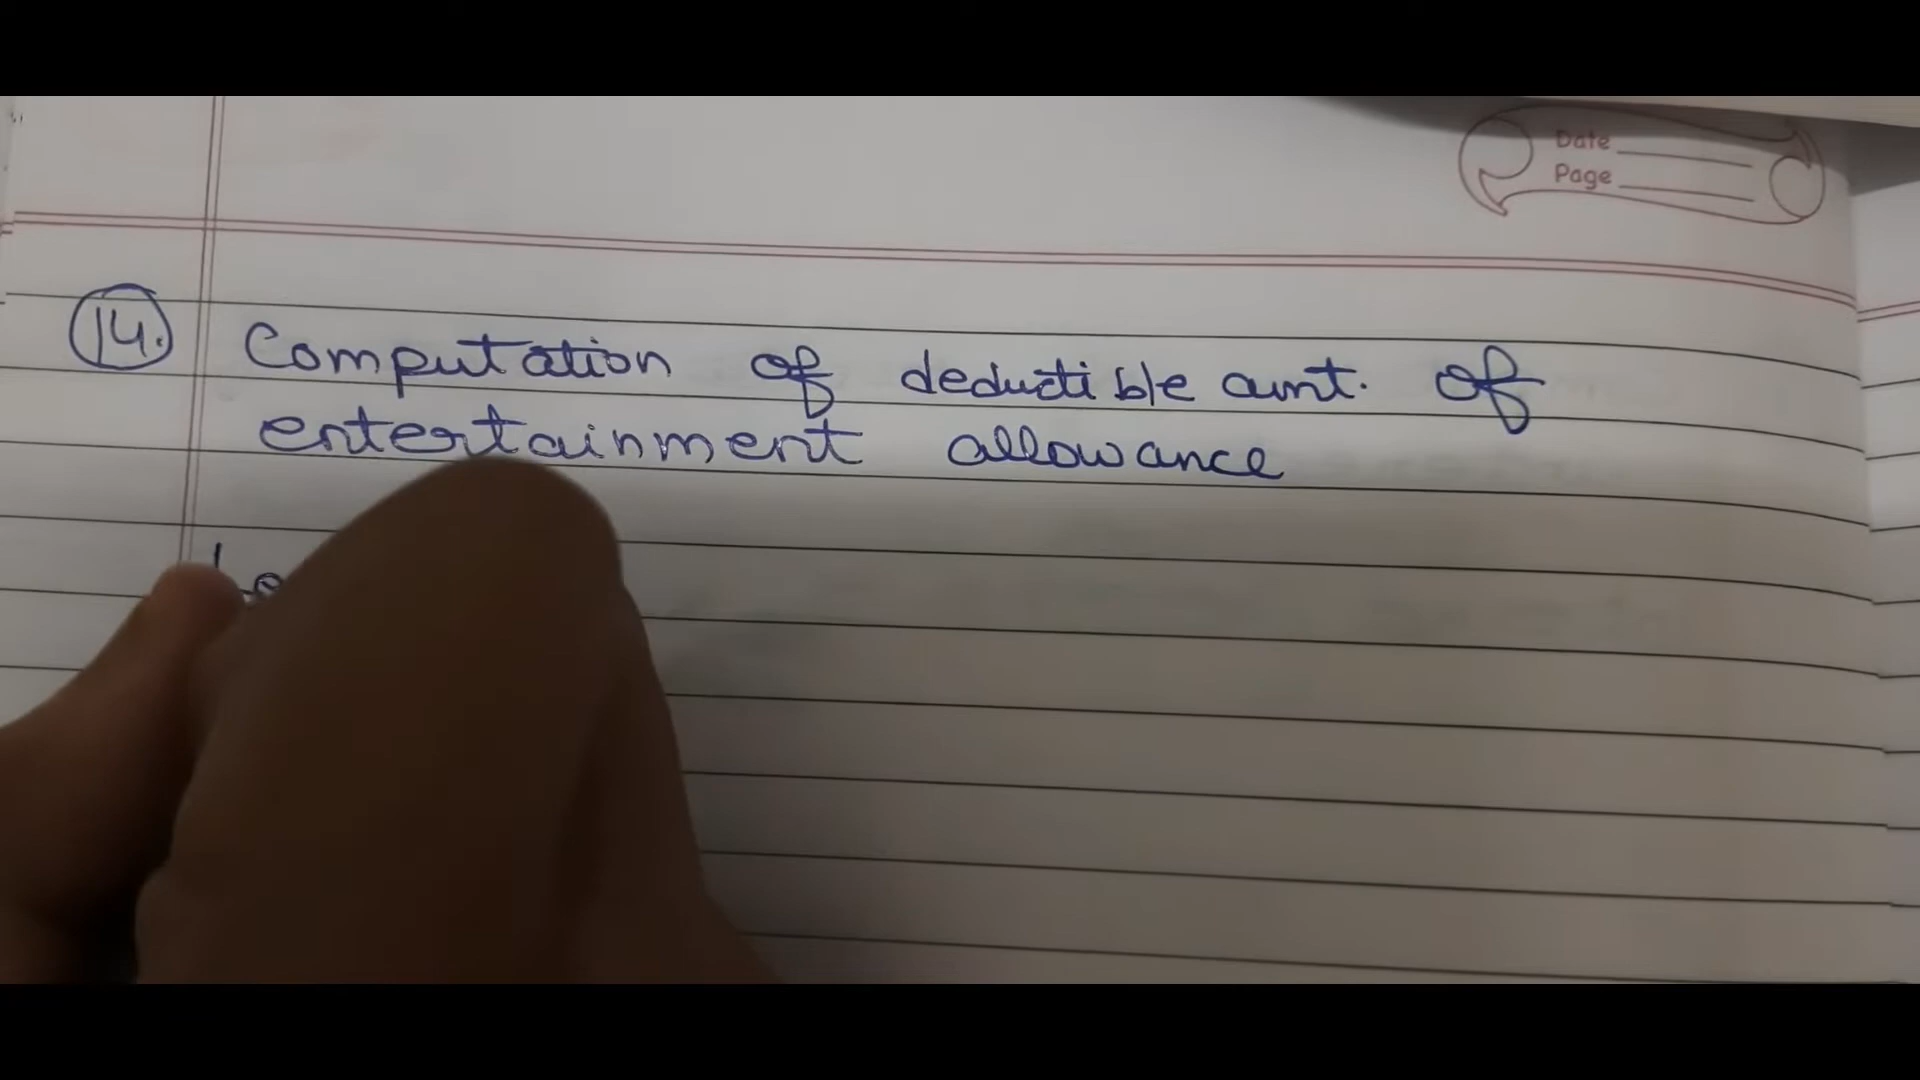 Date
Page
14. Computation of deductible amt. of
entertainment allowance